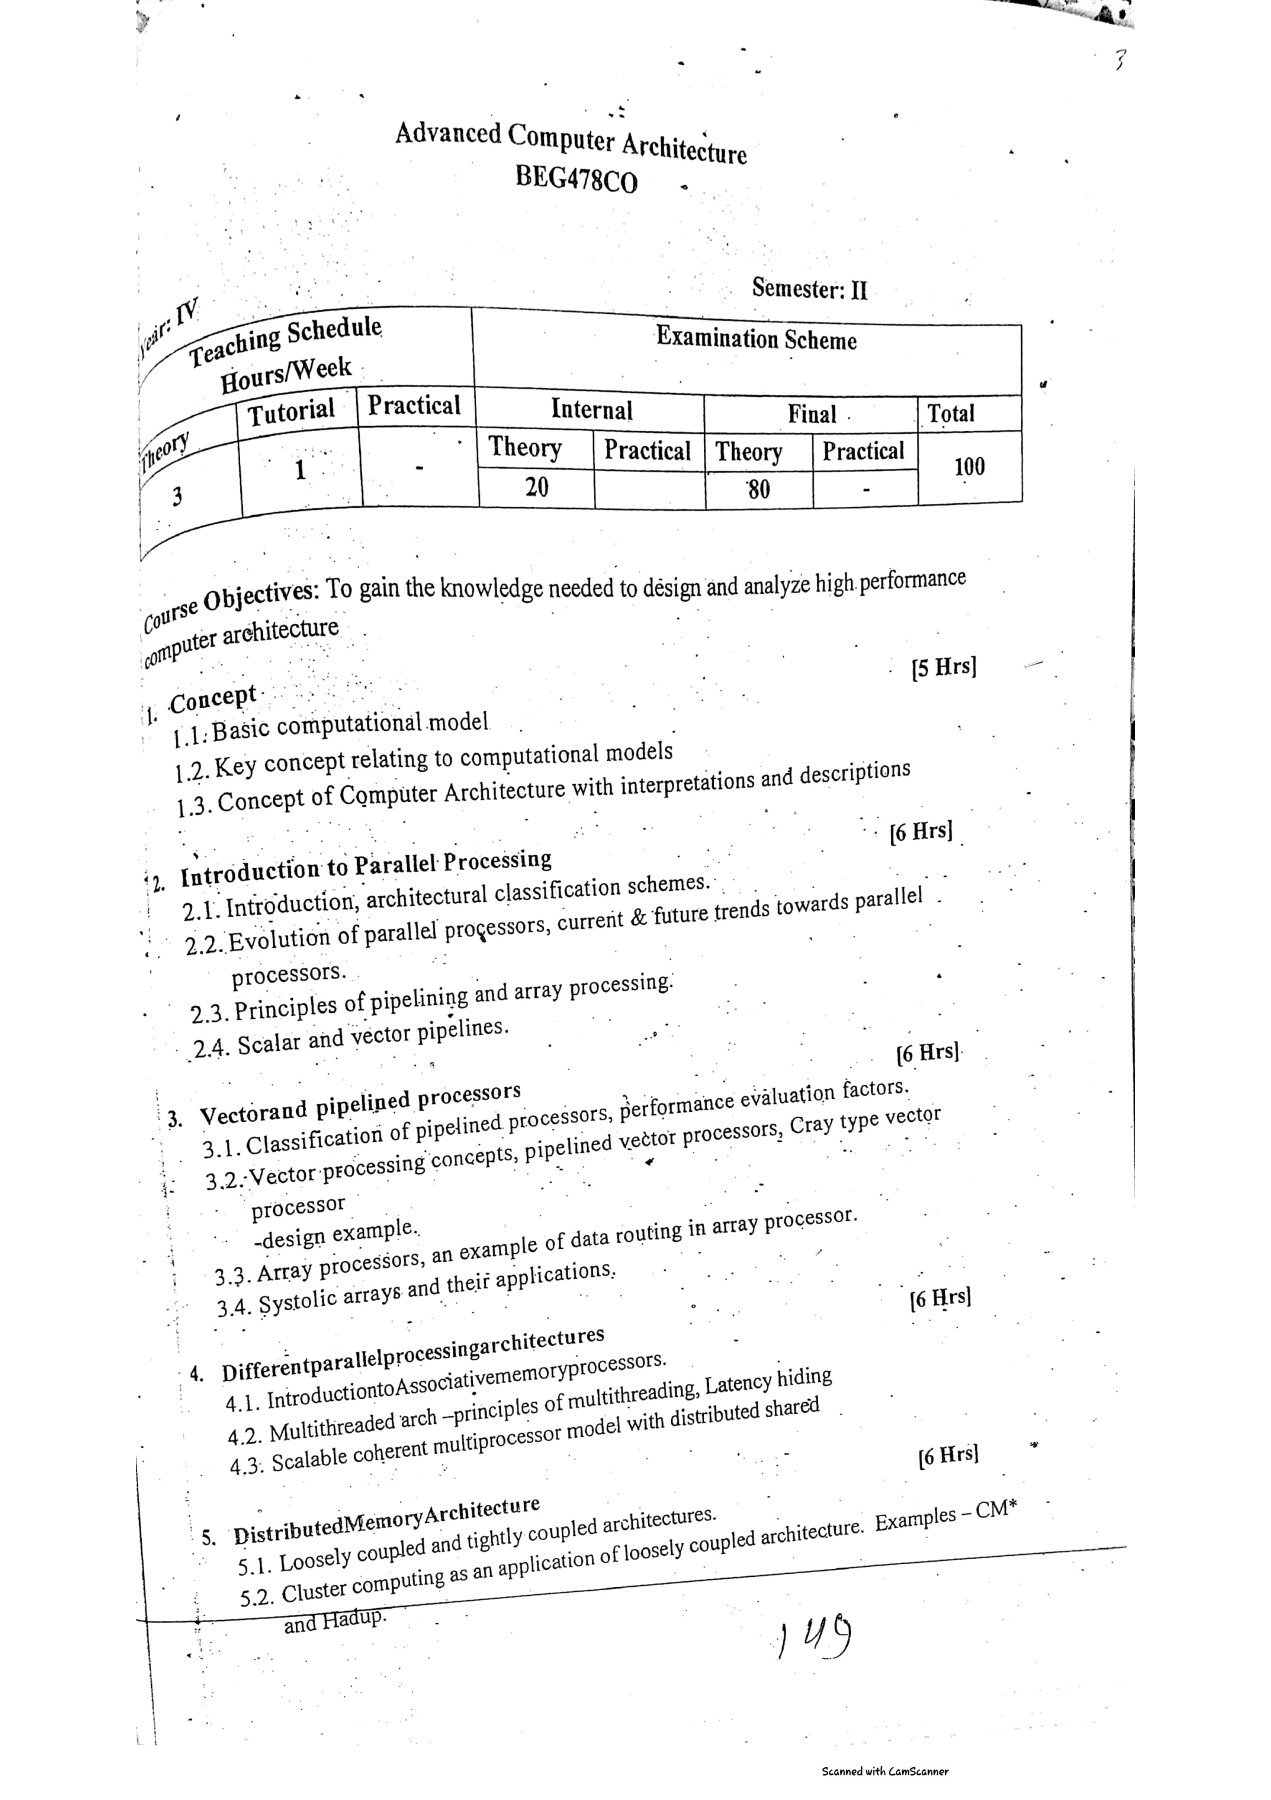 3
Advanced Computer Architecture
BEG478CO
Year: IV
Semester: II
Teaching Schedule
Hours/Week
Examination Scheme
Theory
Tutorial
Practical
Internal
Final
Total
3
1
-
Theory
Practical
Theory
Practical
100
20
80
-
Course Objectives: To gain the knowledge needed to design and analyze high performance
computer architecture
1. Concept
[5 Hrs]
1.1. Basic computational model
1.2. Key concept relating to computational models
1.3. Concept of Computer Architecture with interpretations and descriptions
2. Introduction to Parallel Processing
[6 Hrs]
2.1. Introduction, architectural classification schemes.
2.2. Evolution of parallel processors, current & future trends towards parallel
processors.
2.3. Principles of pipelining and array processing.
2.4. Scalar and vector pipelines.
3. Vectorand pipelined processors
[6 Hrs]
3.1. Classification of pipelined processors, performance evaluation factors.
3.2. Vector processing concepts, pipelined vector processors, Cray type vector
processor
-design example.
3.3. Array processors, an example of data routing in array processor.
3.4. Systolic arrays and their applications.
4. Differentparallelprocessingarchitectures
[6 Hrs]
4.1. IntroductiontoAssociativememoryprocessors.
4.2. Multithreaded arch –principles of multithreading, Latency hiding
4.3. Scalable coherent multiprocessor model with distributed shared
5. DistributedMemoryArchitecture
[6 Hrs]
5.1. Loosely coupled and tightly coupled architectures.
5.2. Cluster computing as an application of loosely coupled architecture. Examples – CM*
and Hadup.
149
Scanned with CamScanner